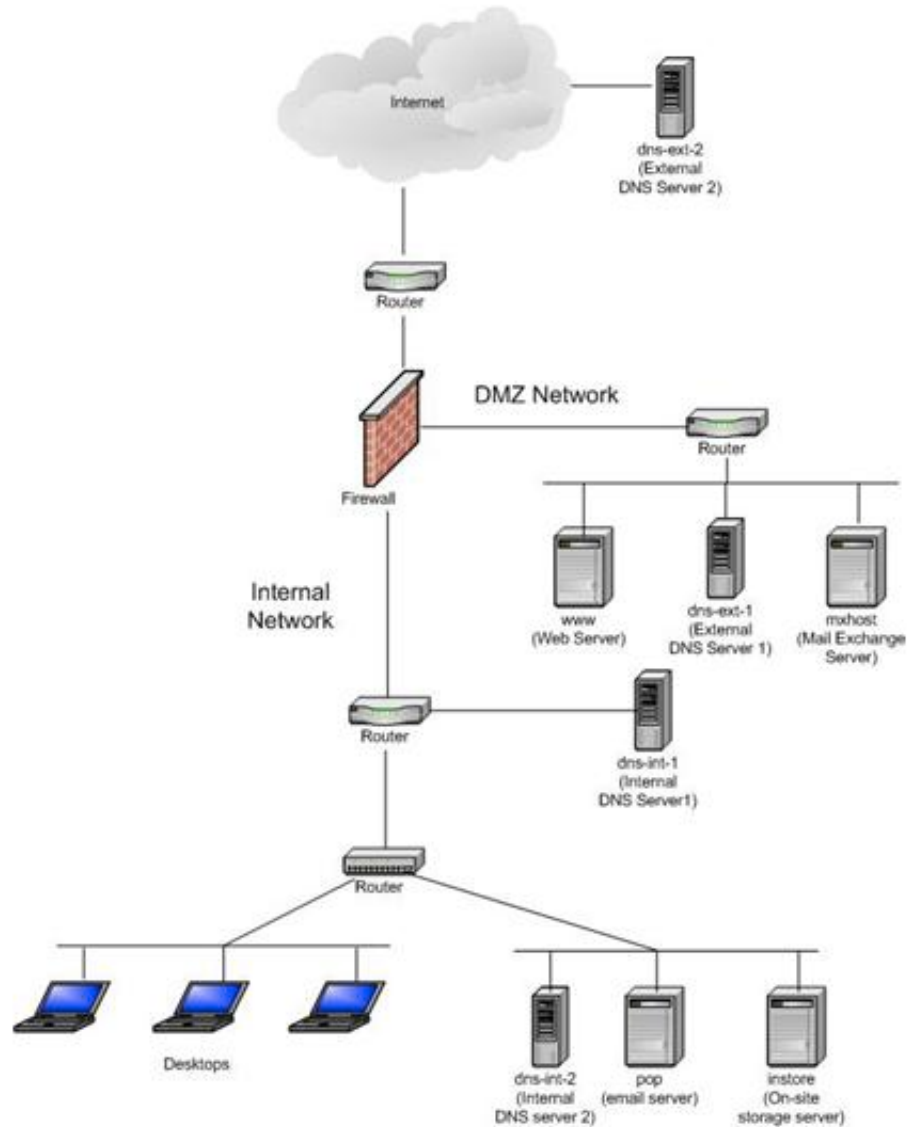 Internet
dns-ext-2
(External
DNS Server 2)
Router
DMZ Network
Router
Firewall
www
(Web Server)
dns-ext-1
(External
DNS Server 1)
mxhost
(Mail Exchange
Server)
Internal
Network
Router
dns-int-1
(Internal
DNS Server1)
Router
Desktops
dns-int-2
(Internal
DNS server 2)
pop
(email server)
instore
(On-site
storage server)